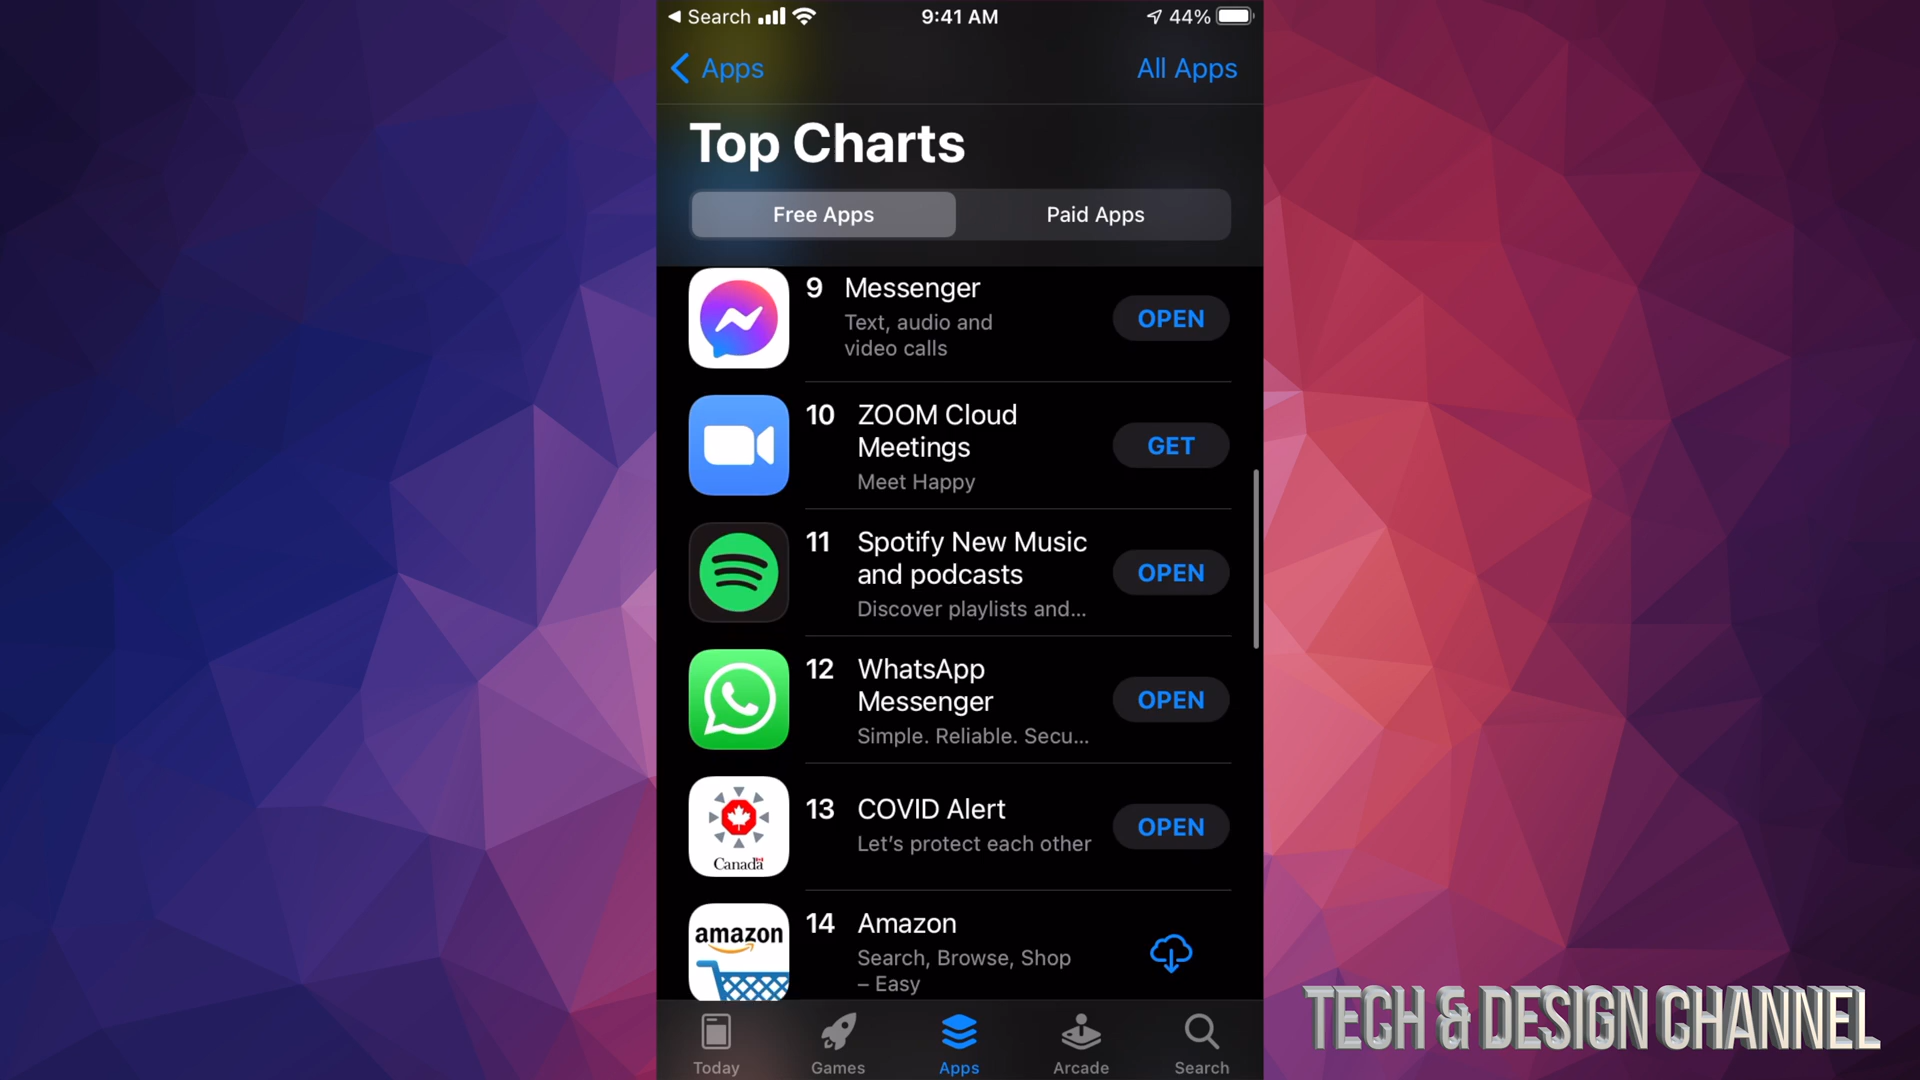 Search
9:41 AM
44%
Apps
All Apps
Top Charts
Free Apps
Paid Apps
9 Messenger
Text, audio and
video calls
OPEN
10 ZOOM Cloud
Meetings
Meet Happy
GET
11 Spotify New Music
and podcasts
Discover playlists and...
OPEN
12 WhatsApp
Messenger
Simple. Reliable. Secu...
OPEN
Canada
13 COVID Alert
Let’s protect each other
OPEN
amazon
14 Amazon
Search, Browse, Shop
– Easy
Today
Games
Apps
Arcade
Search
TECH & DESIGN CHANNEL